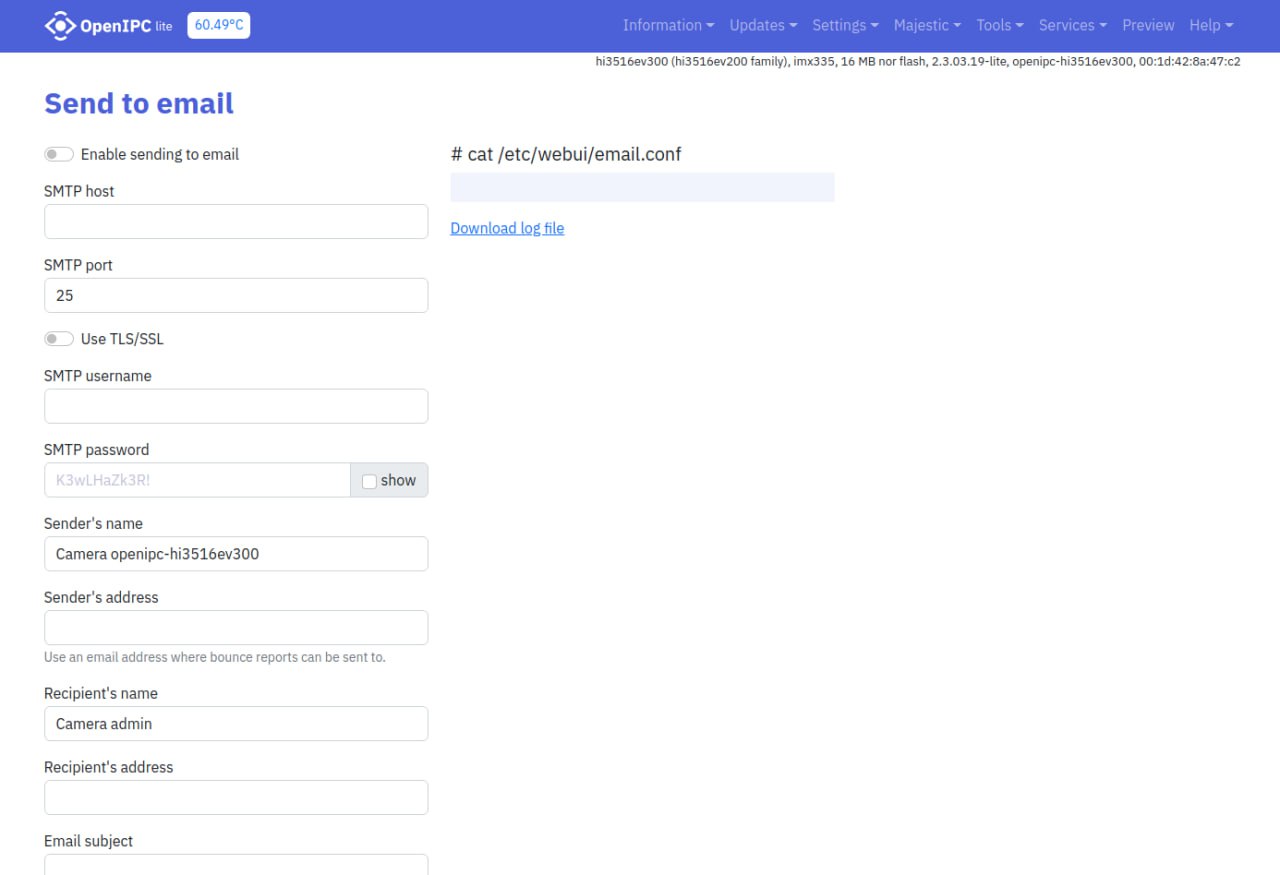 OpenIPC lite 60.49°C Information Updates Settings Majestic Tools Services Preview Help
hi3516ev300 (hi3516ev200 family), imx335, 16 MB nor flash, 2.3.03.19-lite, openipc-hi3516ev300, 00:1d:42:8a:47:c2
Send to email
Enable sending to email
SMTP host
SMTP port
25
Use TLS/SSL
SMTP username
SMTP password
K3wLHaZk3R! show
Sender's name
Camera openipc-hi3516ev300
Sender's address
Use an email address where bounce reports can be sent to.
Recipient's name
Camera admin
Recipient's address
Email subject
# cat /etc/webui/email.conf
Download log file